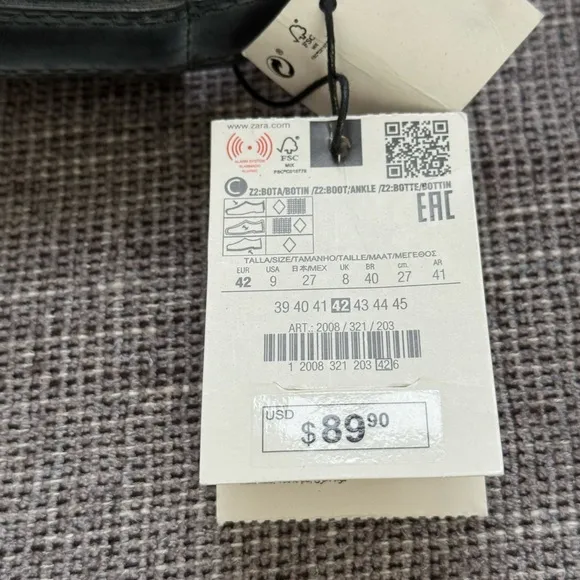 www.zara.com
FSC
MIX
C Z2:BOTA/BOTIN /Z2:BOOT/ANKLE /Z2:BOTTE/BOTTIN
EAC
TALLA/SIZE/TAMANHO/TAILLE/MAAT/ΜΕΓΕΘΟΣ
EUR USA 日本/MEX UK BR cm. AR
42 9 27 8 40 27 41
39 40 41 42 43 44 45
ART.: 2008 / 321 / 203
1 2008 321 203 42 6
USD
$89.90